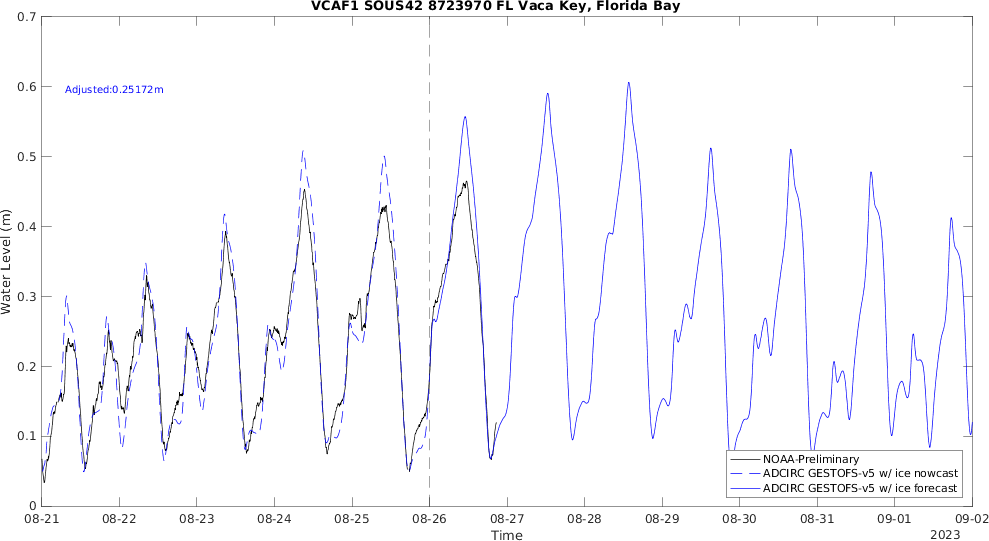 VCAF1 SOUS42 8723970 FL Vaca Key, Florida Bay
0.7
0.6
0.5
0.4
0.3
0.2
0.1
0
Water Level (m)
Adjusted:0.25172m
NOAA-Preliminary
ADCIRC GESTOFS-v5 w/ ice nowcast
ADCIRC GESTOFS-v5 w/ ice forecast
08-21 08-22 08-23 08-24 08-25 08-26 08-27 08-28 08-29 08-30 08-31 09-01 09-02
Time
2023